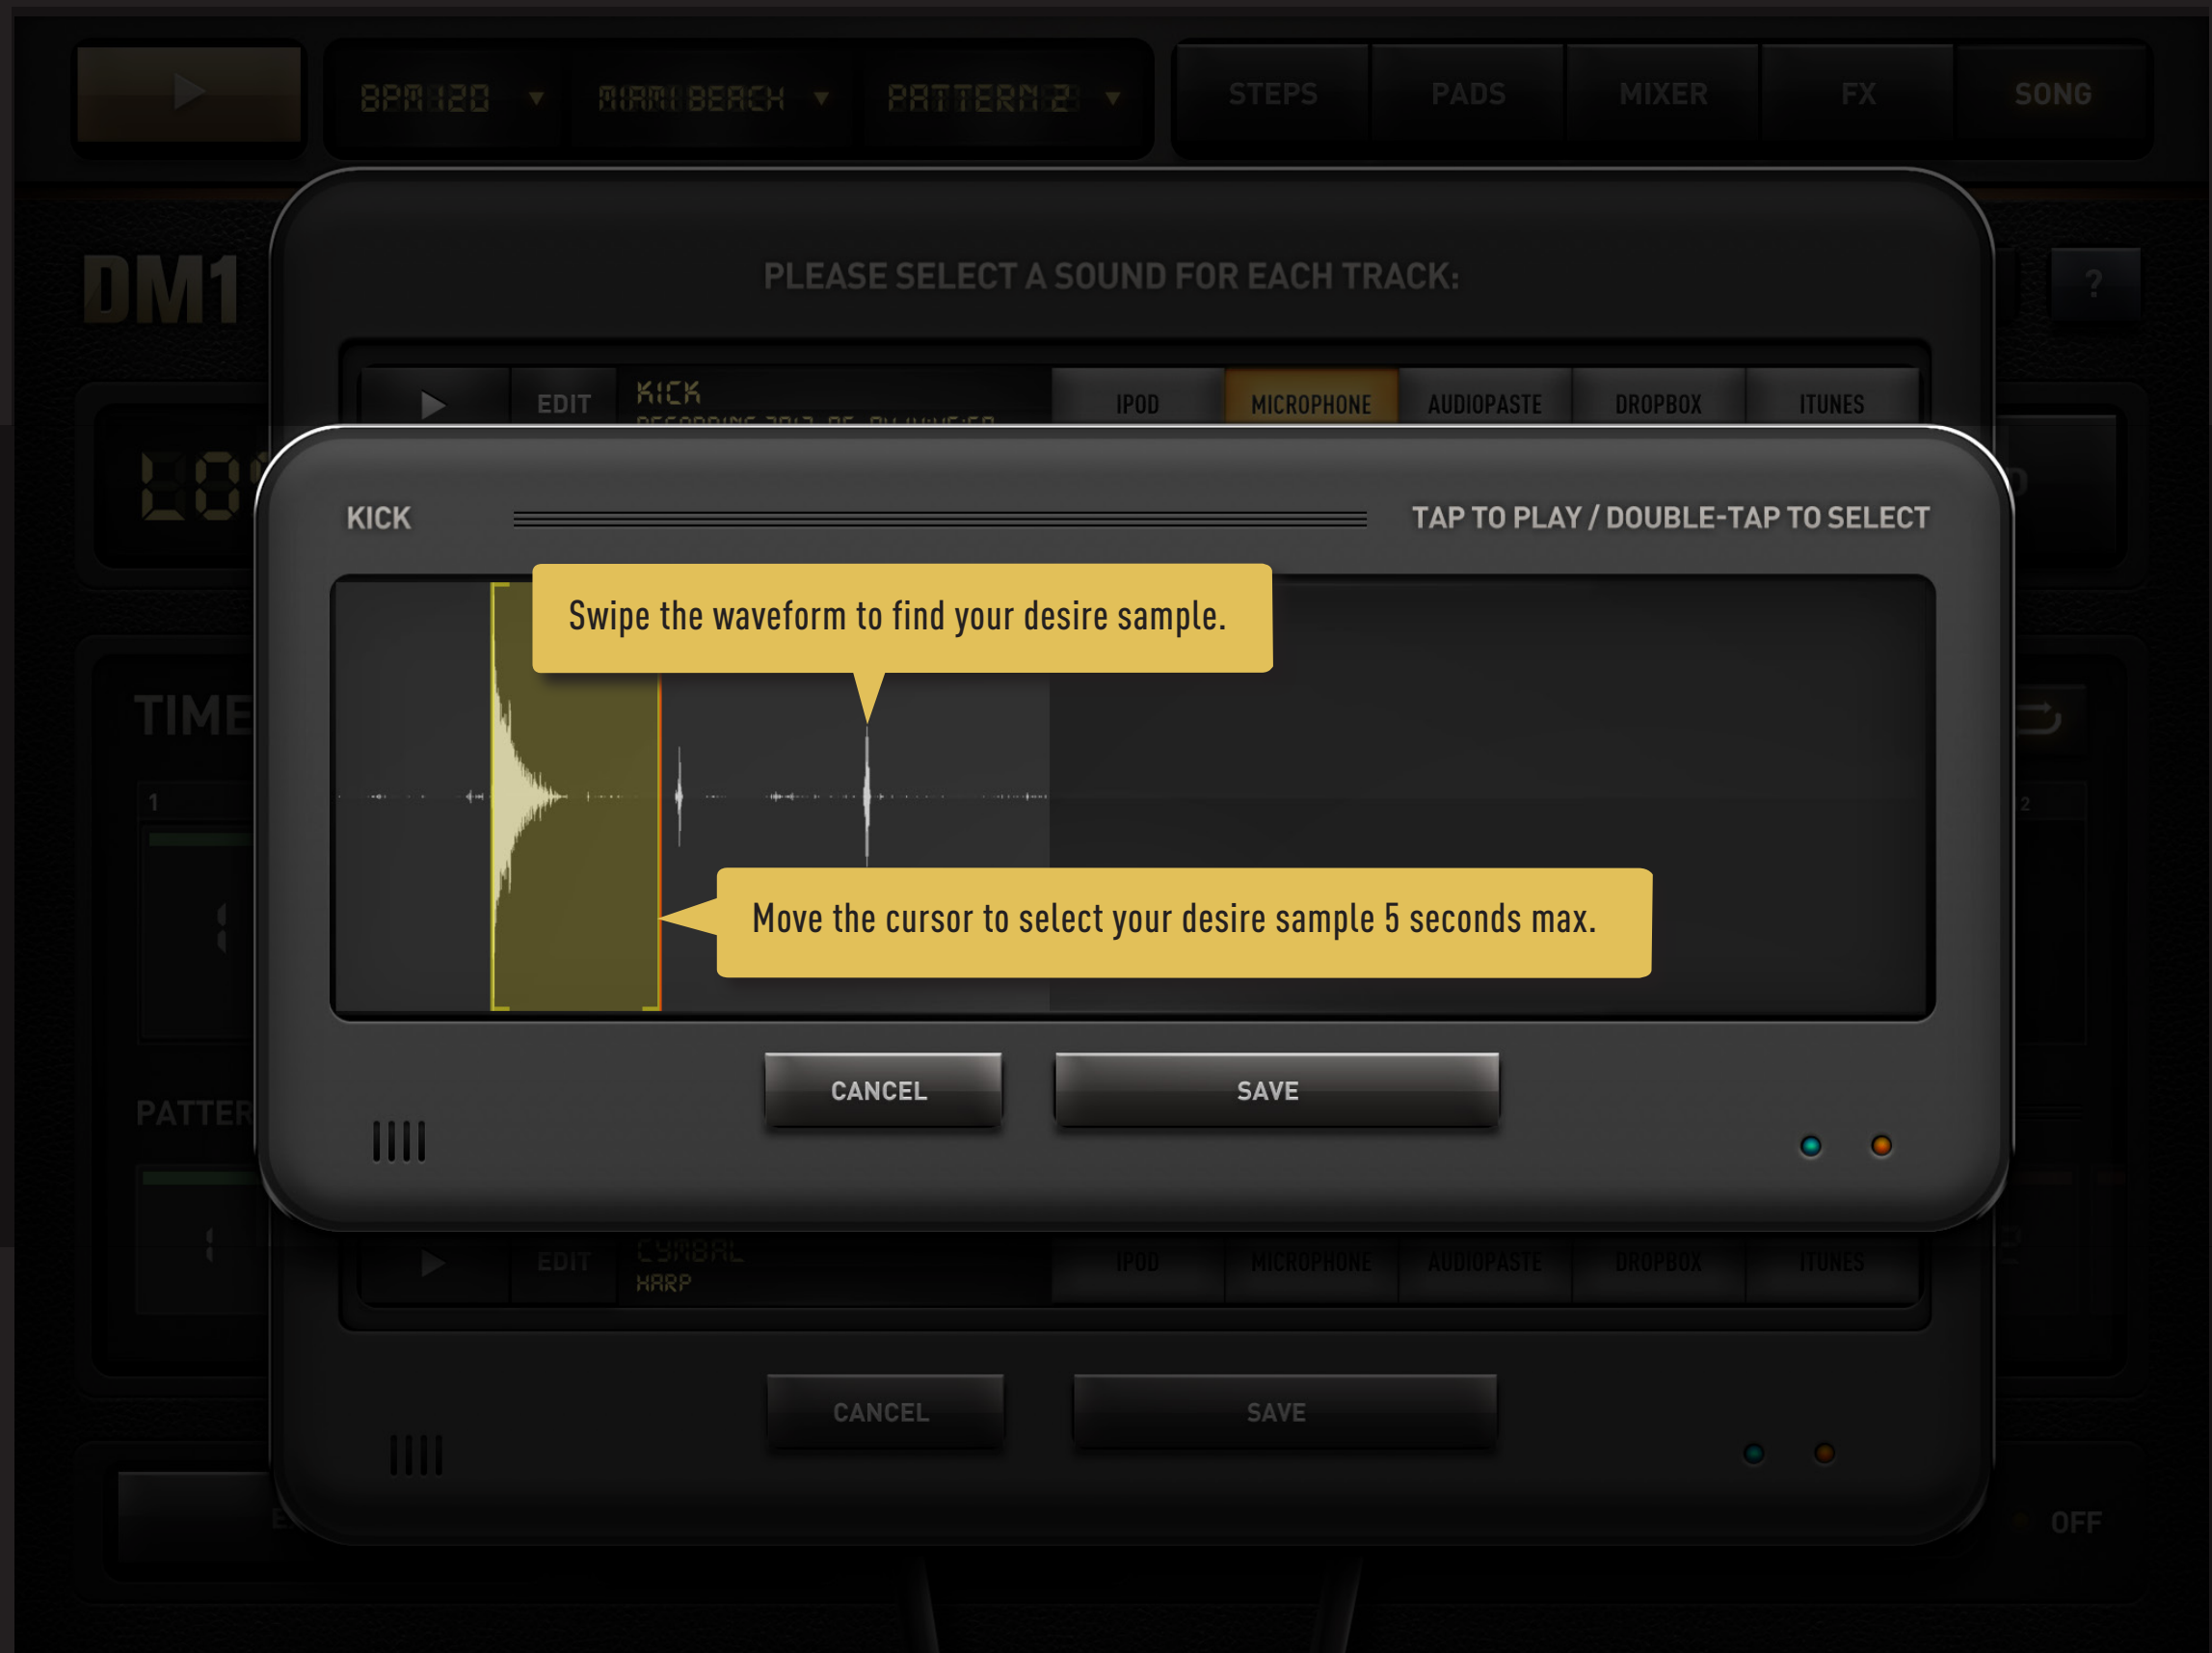 BPM120 MIAMI BEACH PATTERN 2
STEPS PADS MIXER FX SONG
DM1
?
PLEASE SELECT A SOUND FOR EACH TRACK:
EDIT KICK IPOD MICROPHONE AUDIOPASTE DROPBOX ITUNES
KICK
TAP TO PLAY / DOUBLE-TAP TO SELECT
Swipe the waveform to find your desire sample.
TIME
1
2
Move the cursor to select your desire sample 5 seconds max.
1
CANCEL SAVE
PATTER
1
EDIT CYMBAL IPOD MICROPHONE AUDIOPASTE DROPBOX ITUNES
HARP
CANCEL SAVE
OFF